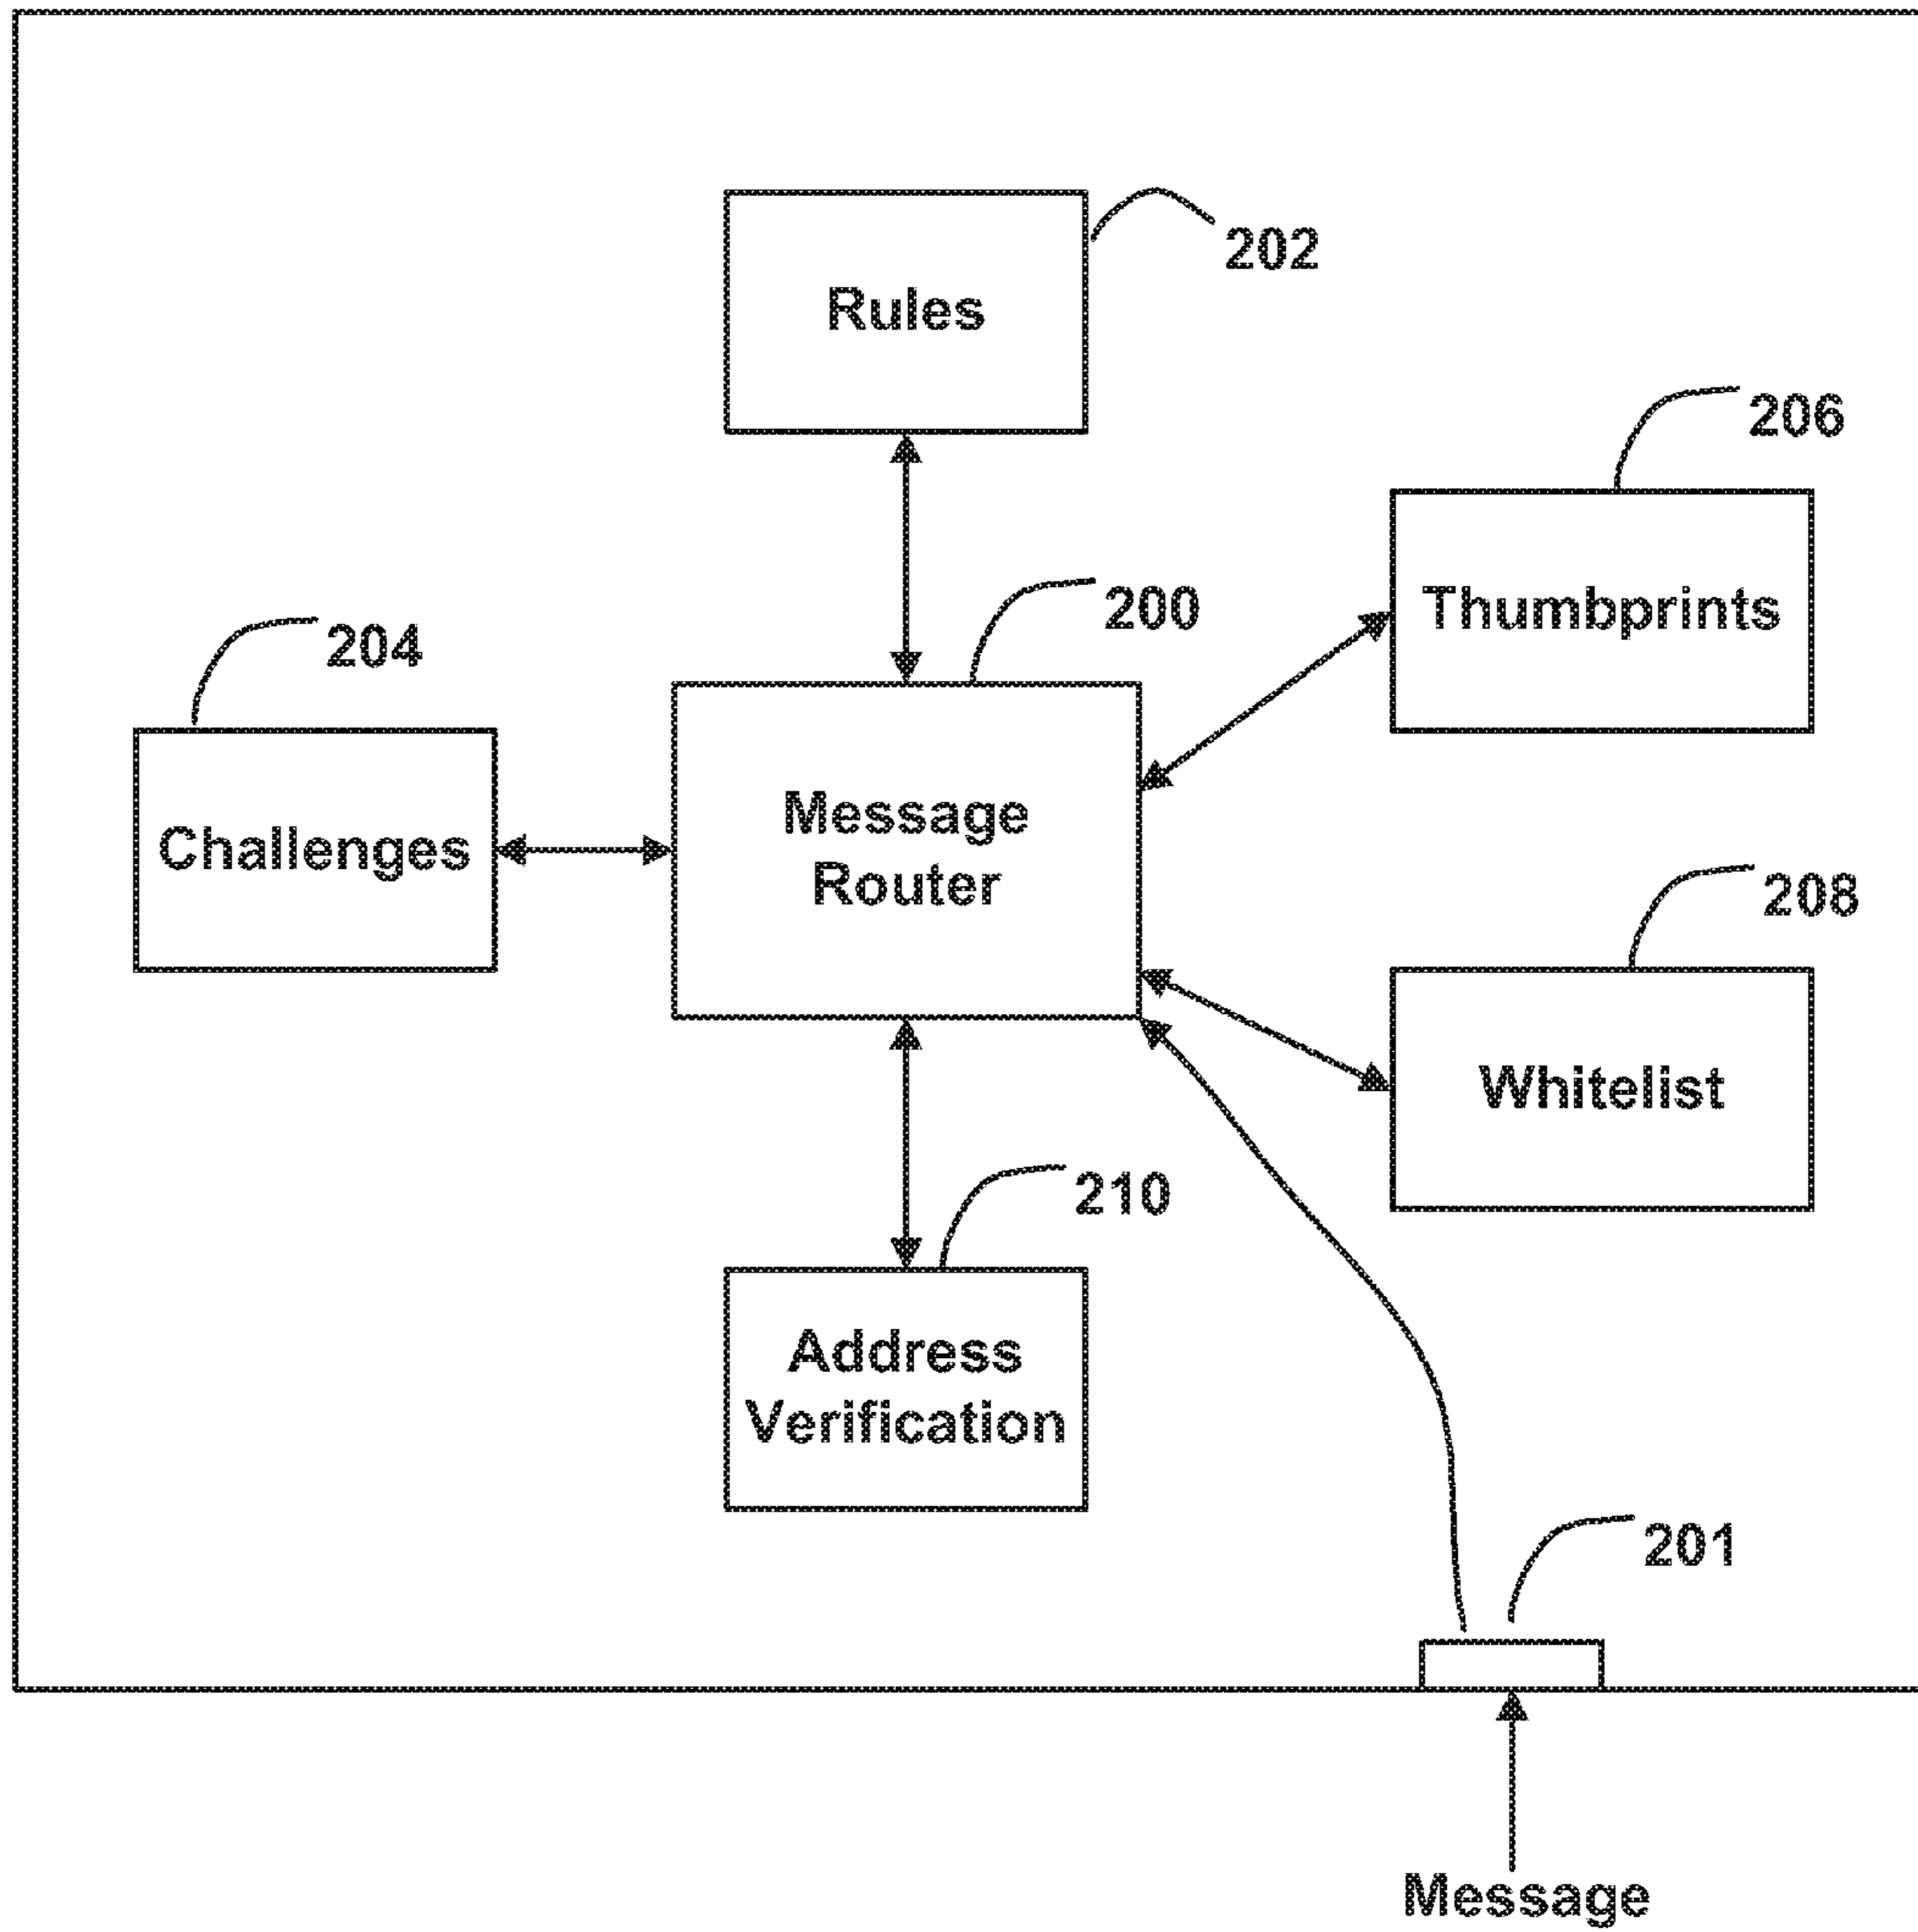 202
Rules
206
Thumbprints
200
204
Message
Router
Challenges
208
Whitelist
210
Address
Verification
201
Message